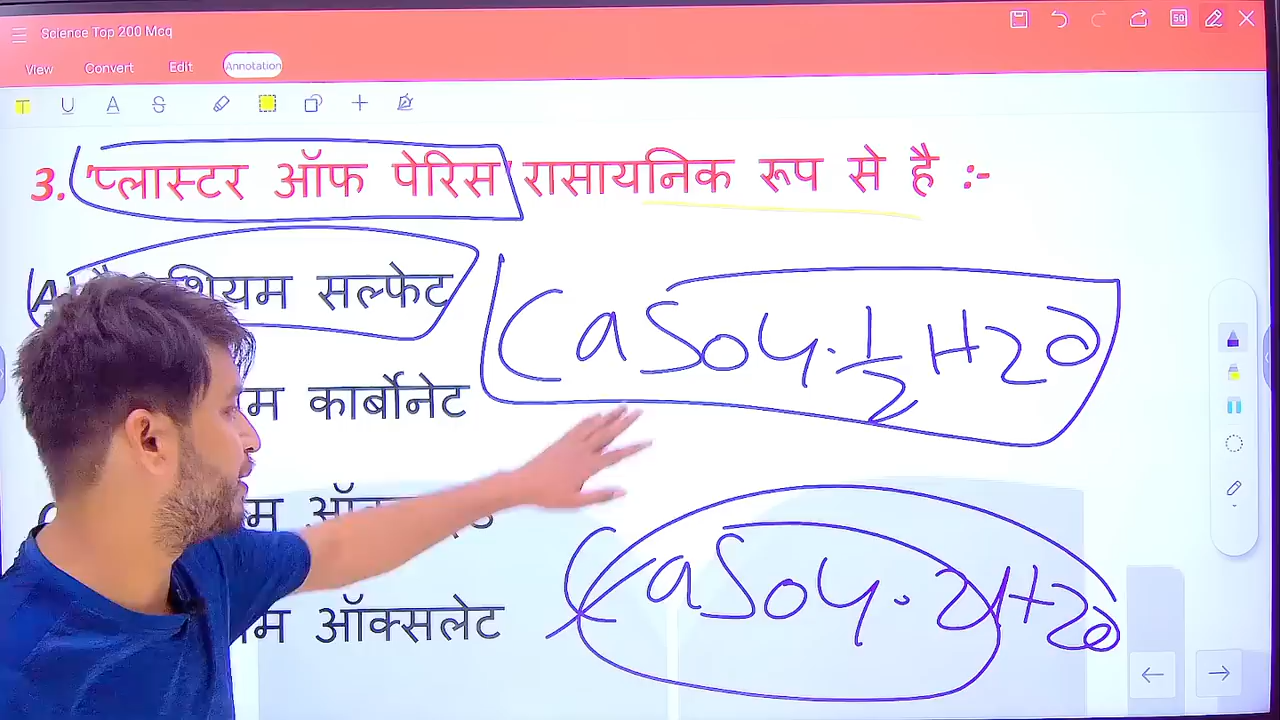 Science Top 200 Mcq
View Convert Edit Annotation
T U A S
50
3. 'प्लास्टर ऑफ पेरिस' रासायनिक रूप से है :-
सल्फेट
CaSO4·1/2H2O
कार्बोनेट
CaSO4·2H2O
ऑक्सलेट